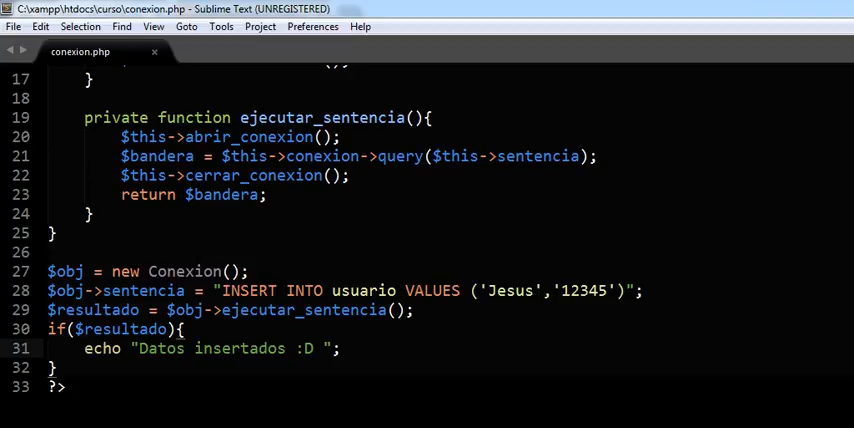 C:\xampp\htdocs\curso\conexion.php - Sublime Text (UNREGISTERED)
File Edit Selection Find View Goto Tools Project Preferences Help
conexion.php ×
17 }
18
19 private function ejecutar_sentencia(){
20 $this->abrir_conexion();
21 $bandera = $this->conexion->query($this->sentencia);
22 $this->cerrar_conexion();
23 return $bandera;
24 }
25 }
26
27 $obj = new Conexion();
28 $obj->sentencia = "INSERT INTO usuario VALUES ('Jesus','12345')";
29 $resultado = $obj->ejecutar_sentencia();
30 if($resultado){
31 echo "Datos insertados :D ";
32 }
33 ?>